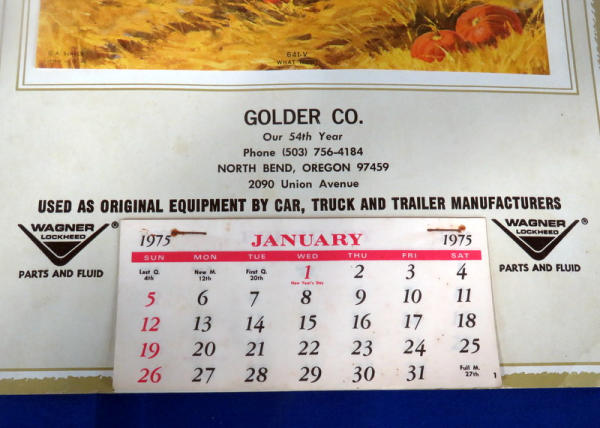 641-V
GOLDER CO.
Our 54th Year
Phone (503) 756-4184
NORTH BEND, OREGON 97459
2090 Union Avenue
USED AS ORIGINAL EQUIPMENT BY CAR, TRUCK AND TRAILER MANUFACTURERS
WAGNER ®
LOCKHEED
PARTS AND FLUID
WAGNER ®
LOCKHEED
PARTS AND FLUID
1975 JANUARY 1975
SUN MON TUE WED THU FRI SAT
Last Q. 4th New M. 12th First Q. 20th 1 New Year's Day 2 3 4
5 6 7 8 9 10 11
12 13 14 15 16 17 18
19 20 21 22 23 24 25
26 27 28 29 30 31 Full M. 27th
1